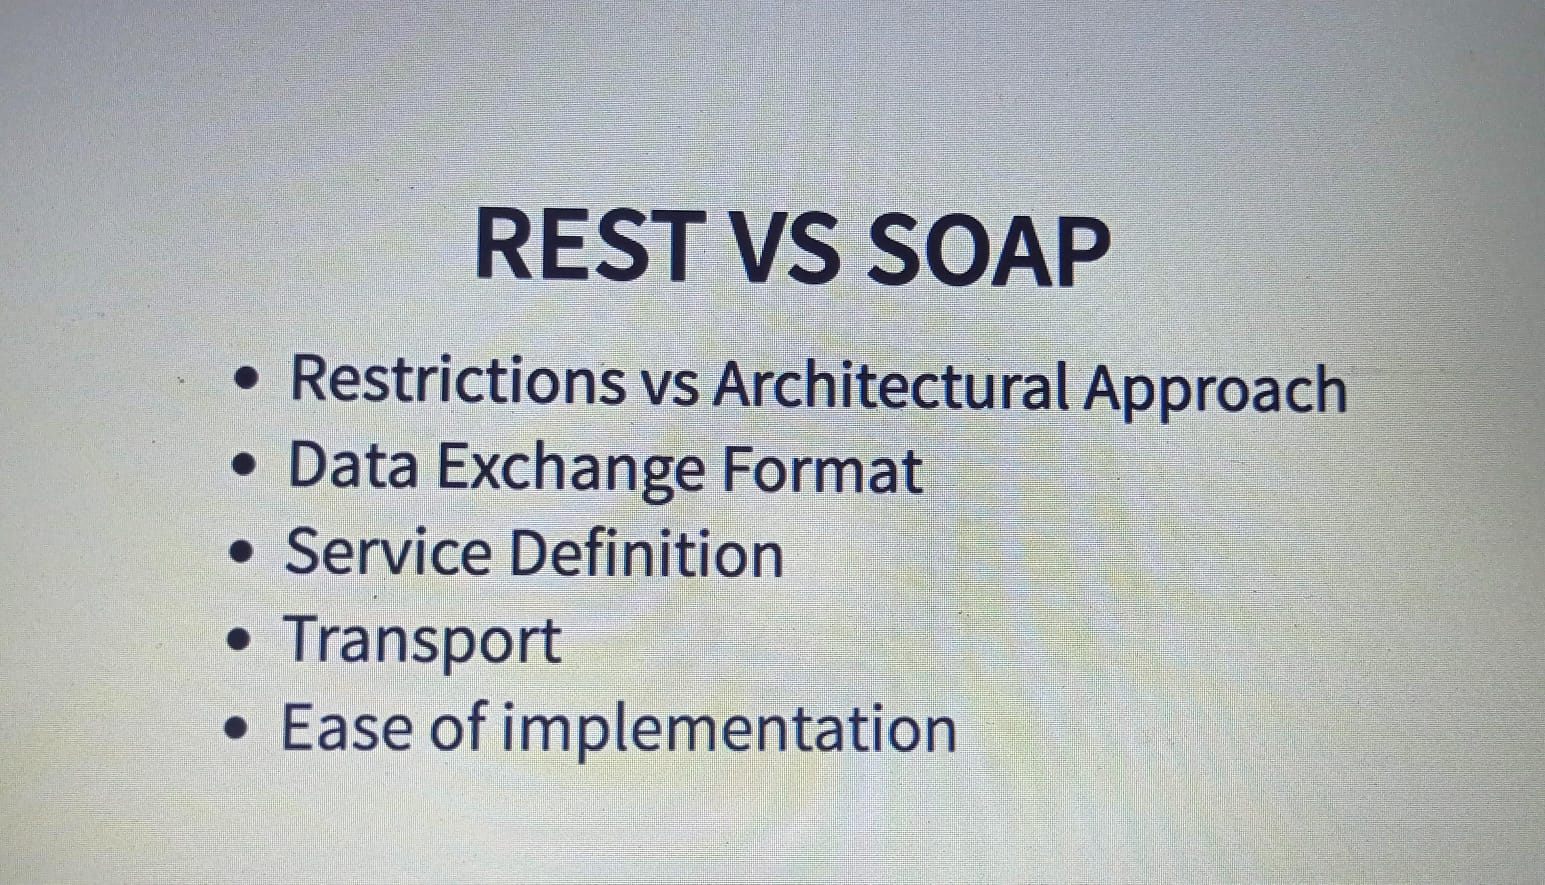 REST VS SOAP
• Restrictions vs Architectural Approach
• Data Exchange Format
• Service Definition
• Transport
• Ease of implementation